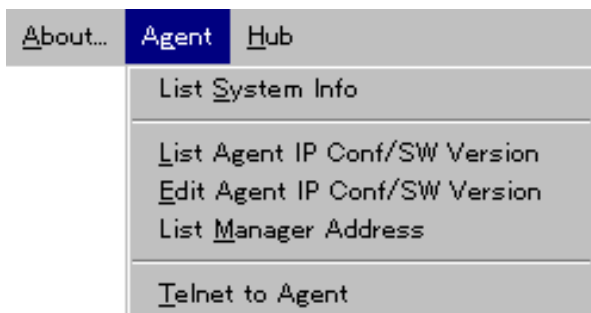 About... Agent Hub
List System Info
List Agent IP Conf/SW Version
Edit Agent IP Conf/SW Version
List Manager Address
Telnet to Agent